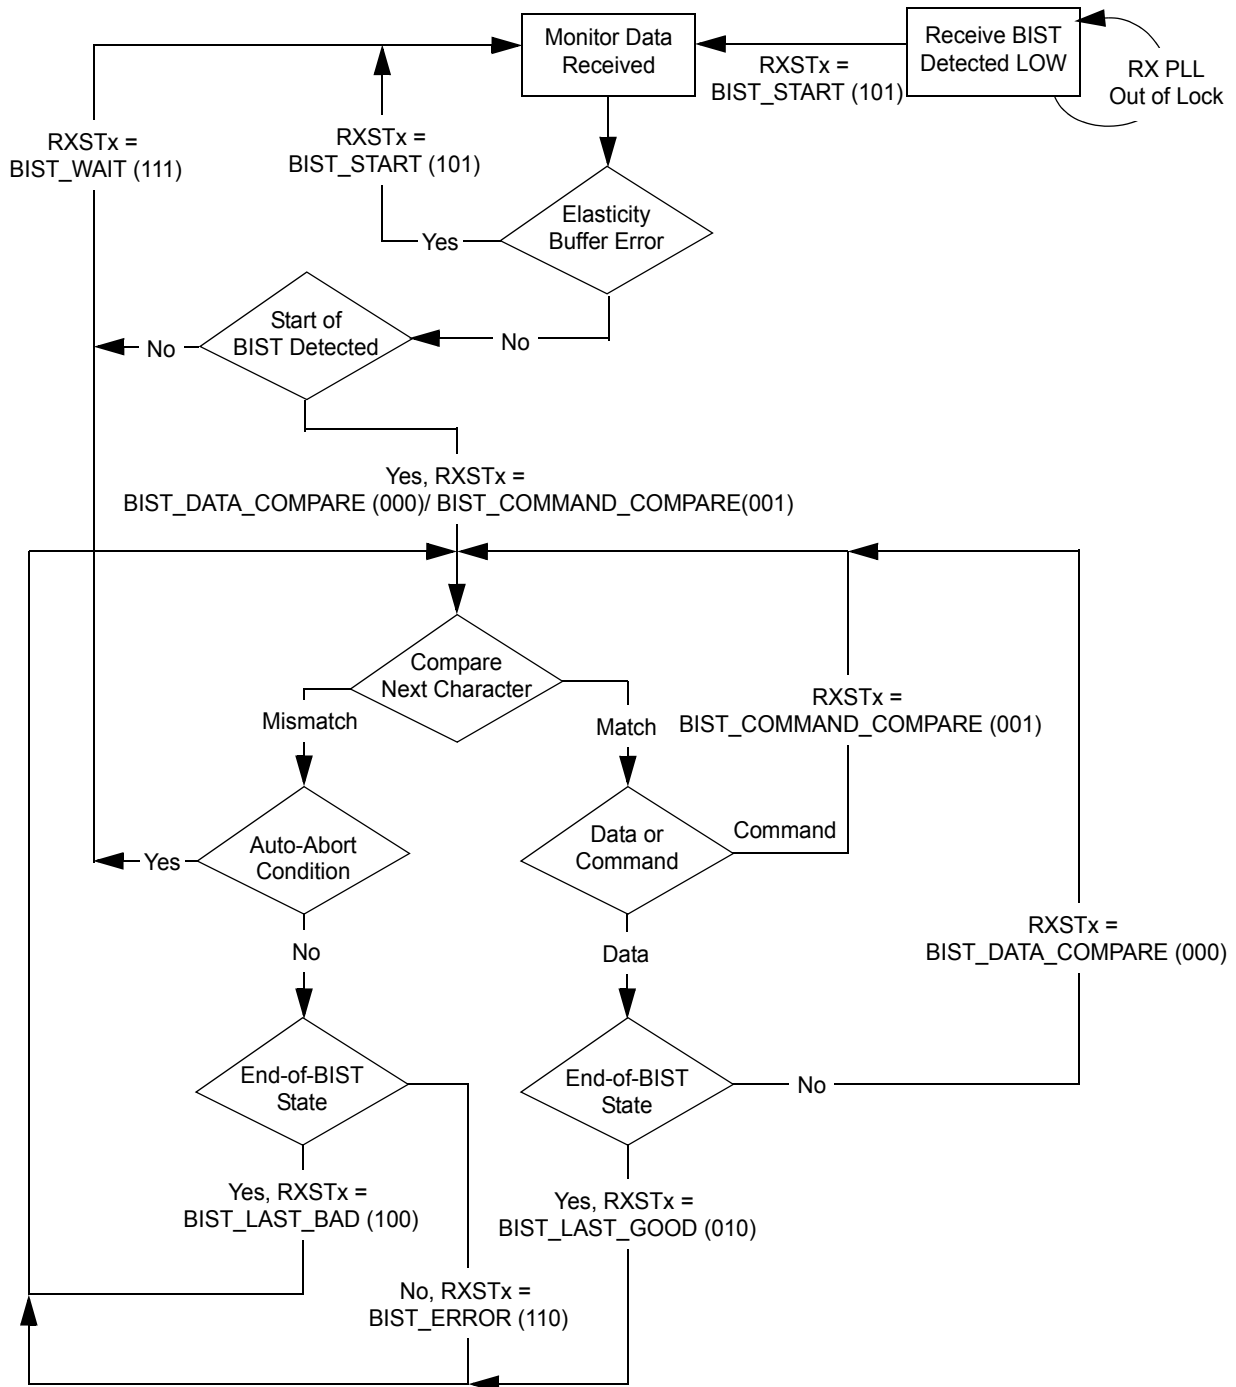 Monitor Data
Received
Receive BIST
Detected LOW
RX PLL
Out of Lock
RXSTx =
BIST_START (101)
RXSTx =
BIST_WAIT (111)
RXSTx =
BIST_START (101)
Elasticity
Buffer Error
Yes
Start of
BIST Detected
No
No
Yes, RXSTx =
BIST_DATA_COMPARE (000)/ BIST_COMMAND_COMPARE(001)
Compare
Next Character
Mismatch
Match
RXSTx =
BIST_COMMAND_COMPARE (001)
Auto-Abort
Condition
Yes
Data or
Command
Command
No
Data
RXSTx =
BIST_DATA_COMPARE (000)
End-of-BIST
State
End-of-BIST
State
No
Yes, RXSTx =
BIST_LAST_BAD (100)
Yes, RXSTx =
BIST_LAST_GOOD (010)
No, RXSTx =
BIST_ERROR (110)